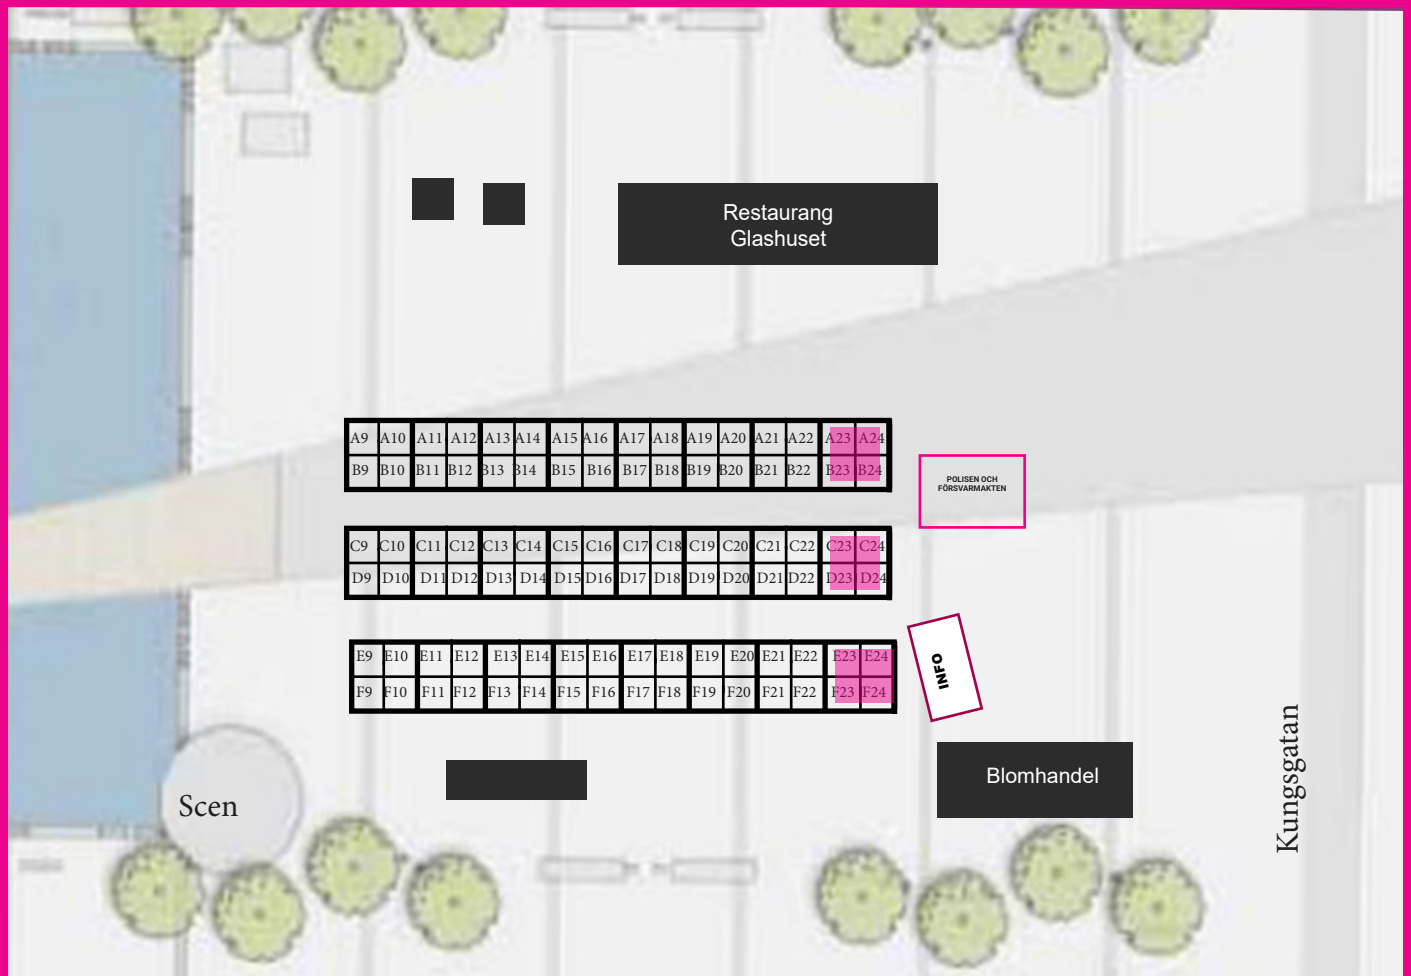 Restaurang
Glashuset
A9 A10 A11 A12 A13 A14 A15 A16 A17 A18 A19 A20 A21 A22 A23 A24
B9 B10 B11 B12 B13 B14 B15 B16 B17 B18 B19 B20 B21 B22 B23 B24
POLISEN OCH
FÖRSVARMAKTEN
C9 C10 C11 C12 C13 C14 C15 C16 C17 C18 C19 C20 C21 C22 C23 C24
D9 D10 D11 D12 D13 D14 D15 D16 D17 D18 D19 D20 D21 D22 D23 D24
E9 E10 E11 E12 E13 E14 E15 E16 E17 E18 E19 E20 E21 E22 E23 E24
F9 F10 F11 F12 F13 F14 F15 F16 F17 F18 F19 F20 F21 F22 F23 F24
INFO
Blomhandel
Scen
Kungsgatan